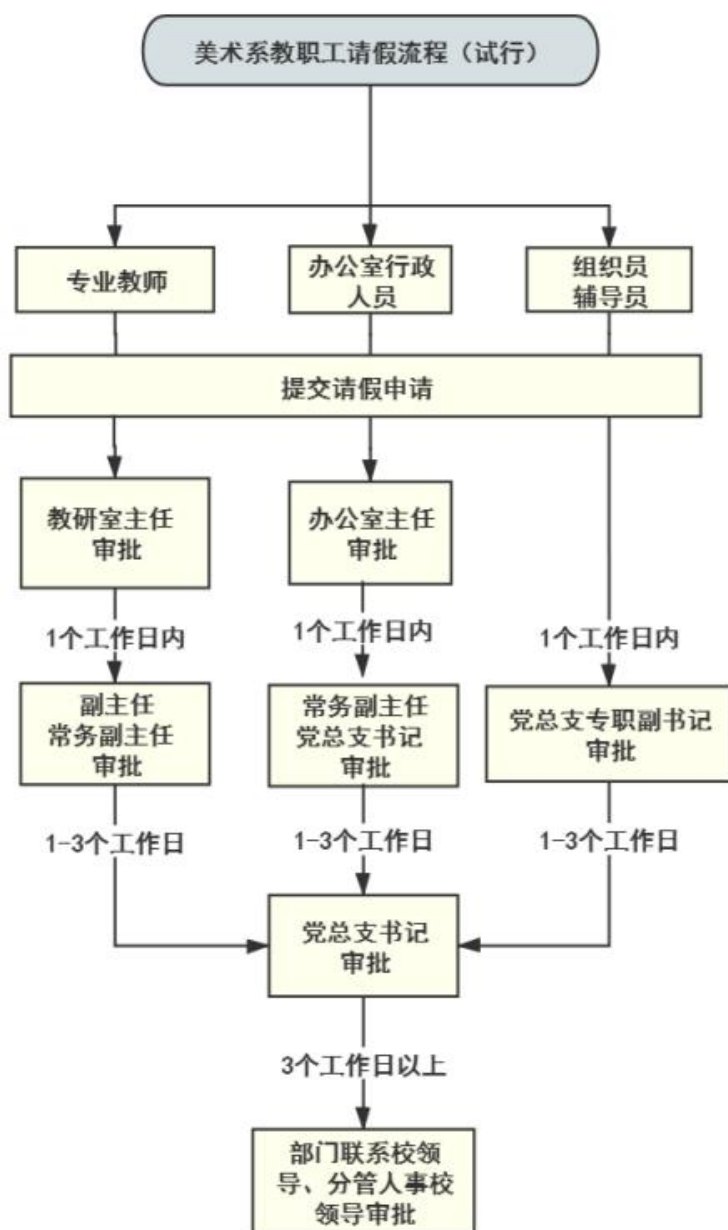 美术系教职工请假流程（试行）
专业教师
办公室行政
人员
组织员
辅导员
提交请假申请
教研室主任
审批
办公室主任
审批
1个工作日内
1个工作日内
1个工作日内
副主任
常务副主任
审批
常务副主任
党总支书记
审批
党总支专职副书记
审批
1-3个工作日
1-3个工作日
1-3个工作日
党总支书记
审批
3个工作日以上
部门联系校领
导、分管人事校
领导审批